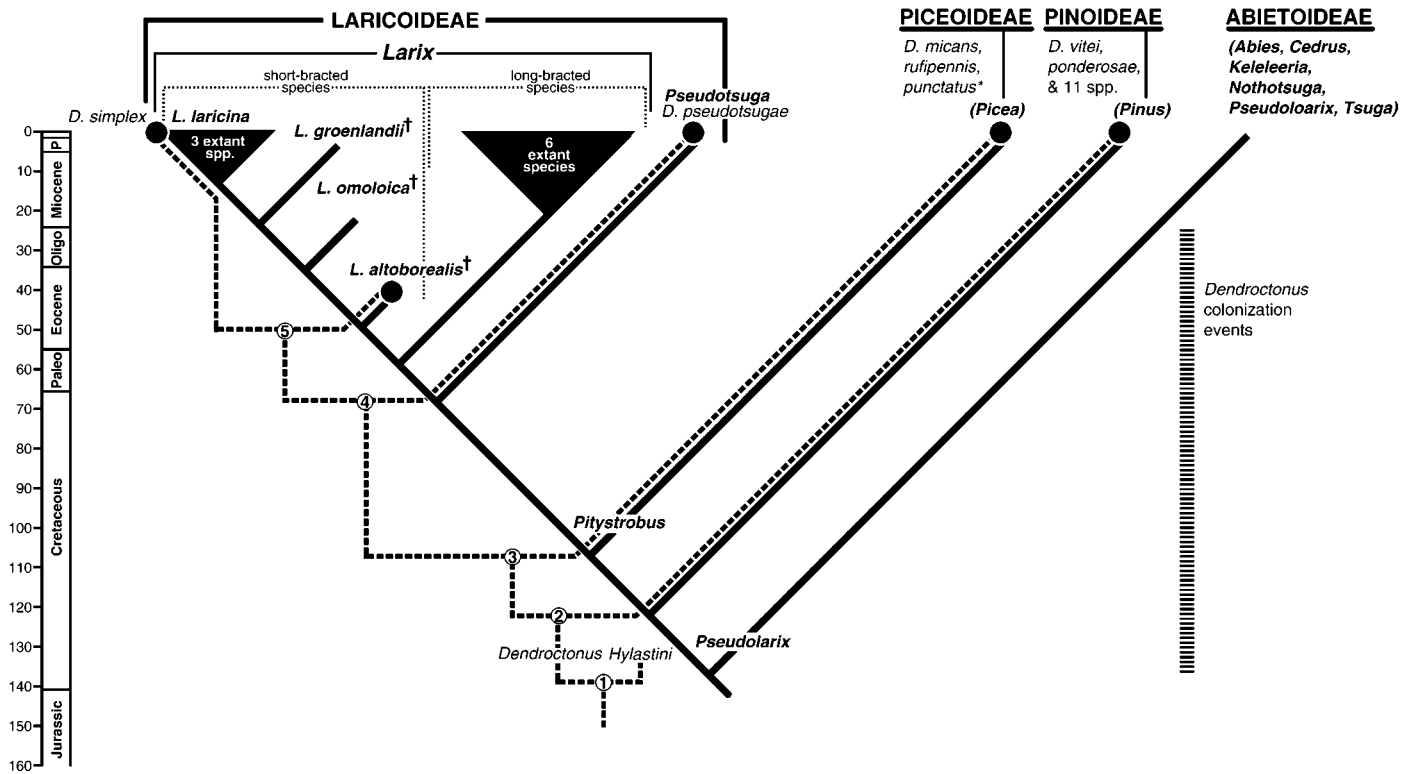 LARICOIDEAE
PICEOIDEAE
PINOIDEAE
ABIETOIDEAE
Larix
short-bracted
species
long-bracted
species
D. micans,
rufipennis,
punctatus*
(Picea)
D. vitei,
ponderosae,
& 11 spp.
(Pinus)
(Abies, Cedrus,
Keleleeria,
Nothotsuga,
Pseudoloarix, Tsuga)
Pseudotsuga
D. pseudotsugae
D. simplex
L. laricina
3 extant
spp.
L. groenlandii†
L. omoloica†
L. altoborealis†
6
extant
species
0
10
20
30
40
50
60
70
80
90
100
110
120
130
140
150
160
P
Miocene
Oligo
Eocene
Paleo
Cretaceous
Jurassic
5
4
3
2
1
Pitystrobus
Pseudolarix
Dendroctonus Hylastini
Dendroctonus
colonization
events